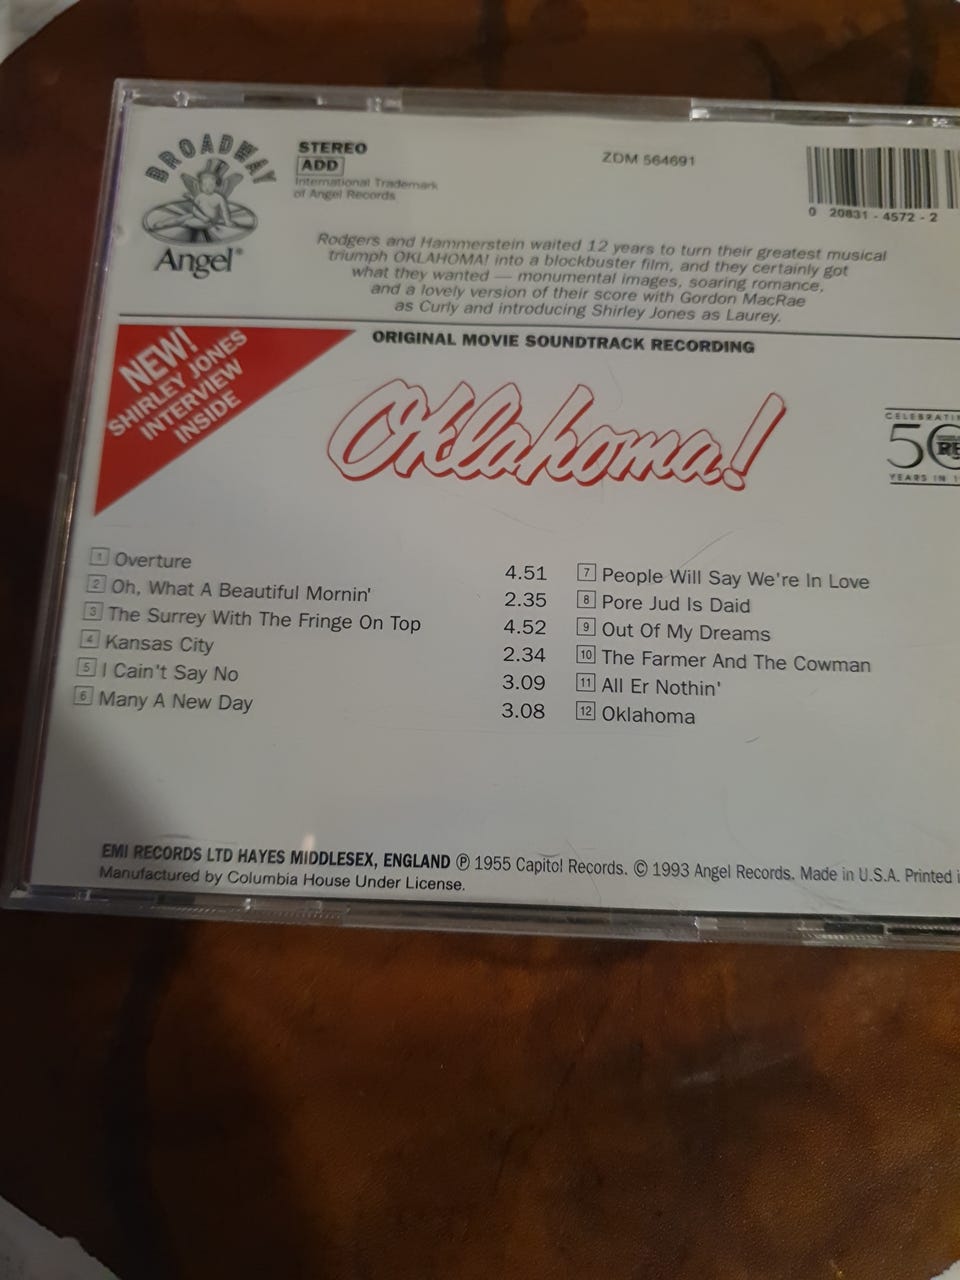 BROADWAY
Angel®
STEREO
ADD
International Trademark
of Angel Records
ZDM 564691
0 20831 - 4572 - 2
Rodgers and Hammerstein waited 12 years to turn their greatest musical
triumph OKLAHOMA! into a blockbuster film, and they certainly got
what they wanted — monumental images, soaring romance,
and a lovely version of their score with Gordon MacRae
as Curly and introducing Shirley Jones as Laurey.
NEW!
SHIRLEY JONES
INTERVIEW
INSIDE
ORIGINAL MOVIE SOUNDTRACK RECORDING
Oklahoma!
50
YEARS IN
1 Overture 4.51
2 Oh, What A Beautiful Mornin' 2.35
3 The Surrey With The Fringe On Top 4.52
4 Kansas City 2.34
5 I Cain't Say No 3.09
6 Many A New Day 3.08
7 People Will Say We're In Love
8 Pore Jud Is Daid
9 Out Of My Dreams
10 The Farmer And The Cowman
11 All Er Nothin'
12 Oklahoma
EMI RECORDS LTD HAYES MIDDLESEX, ENGLAND ℗ 1955 Capitol Records. © 1993 Angel Records. Made in U.S.A. Printed
Manufactured by Columbia House Under License.